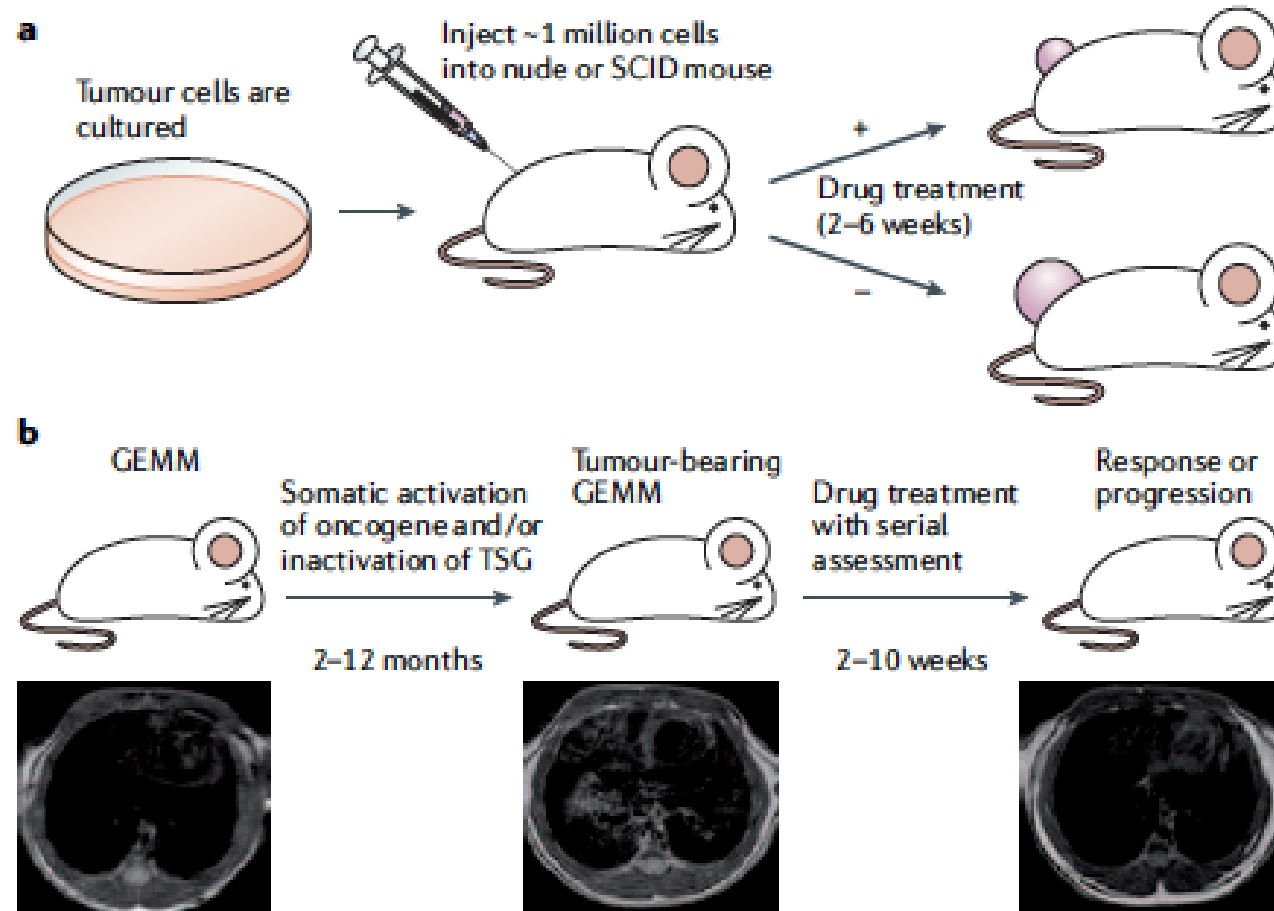 a
Tumour cells are
cultured
Inject ~1 million cells
into nude or SCID mouse
+
Drug treatment
(2–6 weeks)
–
b
GEMM
Somatic activation
of oncogene and/or
inactivation of TSG
2–12 months
Tumour-bearing
GEMM
Drug treatment
with serial
assessment
2–10 weeks
Response or
progression